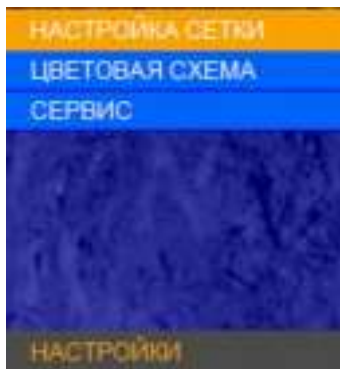 НАСТРОЙКА СЕТКИ
ЦВЕТОВАЯ СХЕМА
СЕРВИС
НАСТРОЙКИ